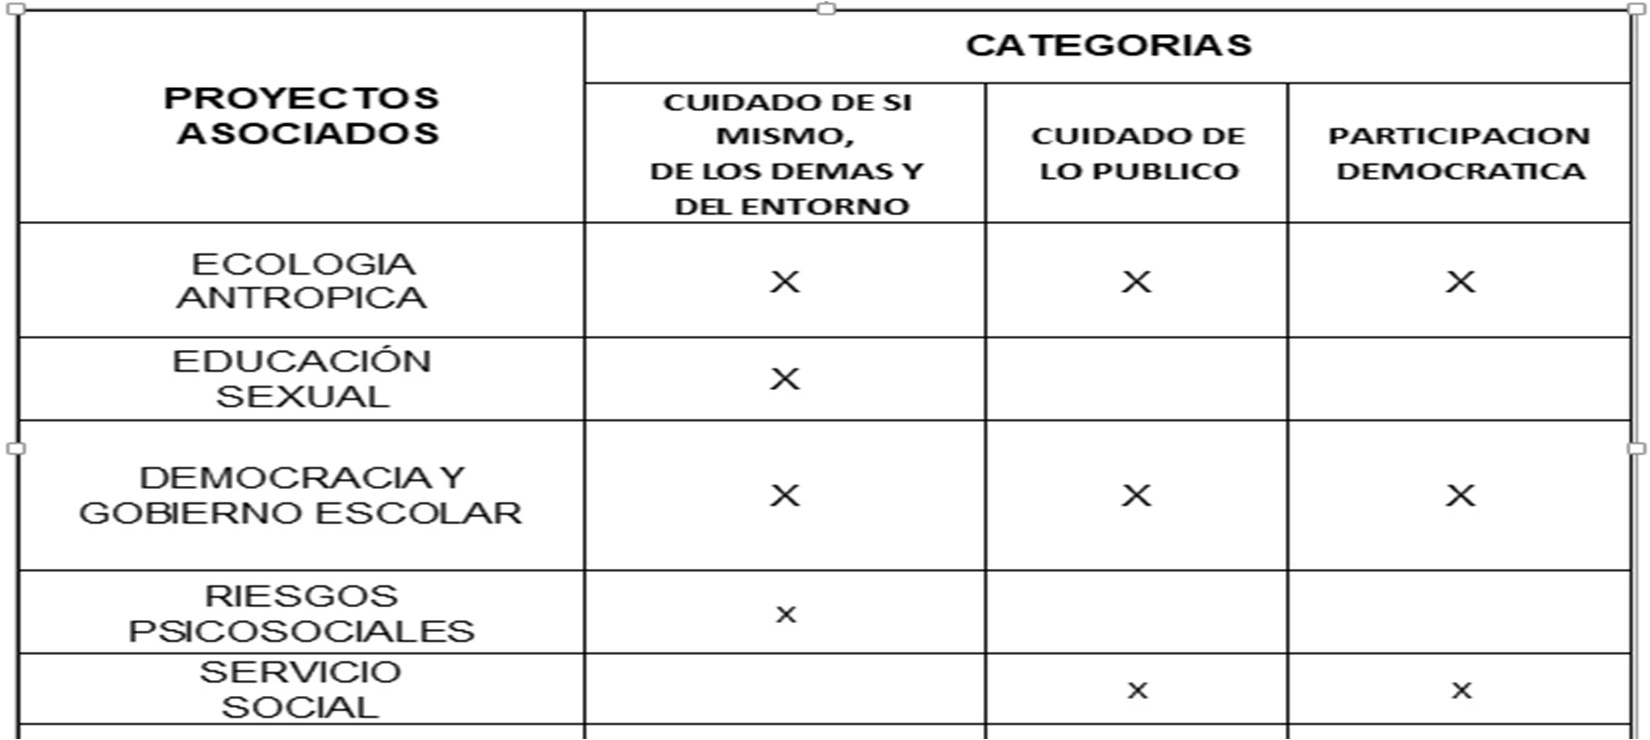 PROYECTOS
ASOCIADOS
CATEGORIAS
CUIDADO DE SI
MISMO,
DE LOS DEMAS Y
DEL ENTORNO
CUIDADO DE
LO PUBLICO
PARTICIPACION
DEMOCRATICA
ECOLOGIA
ANTROPICA
X X X
EDUCACIÓN
SEXUAL
X
DEMOCRACIA Y
GOBIERNO ESCOLAR
X X X
RIESGOS
PSICOSOCIALES
x
SERVICIO
SOCIAL
x x